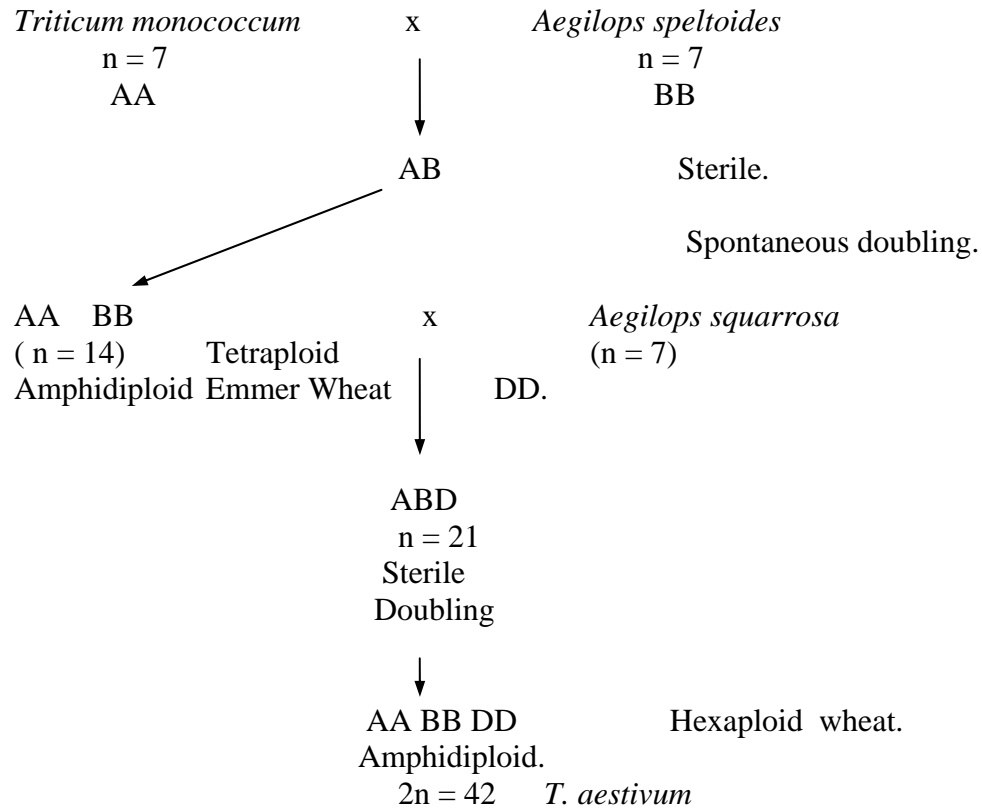 Triticum monococcum x Aegilops speltoides
n = 7 n = 7
AA BB
AB Sterile.
Spontaneous doubling.
AA BB x Aegilops squarrosa
( n = 14) Tetraploid (n = 7)
Amphidiploid Emmer Wheat DD.
ABD
n = 21
Sterile
Doubling
AA BB DD Hexaploid wheat.
Amphidiploid.
2n = 42 T. aestivum